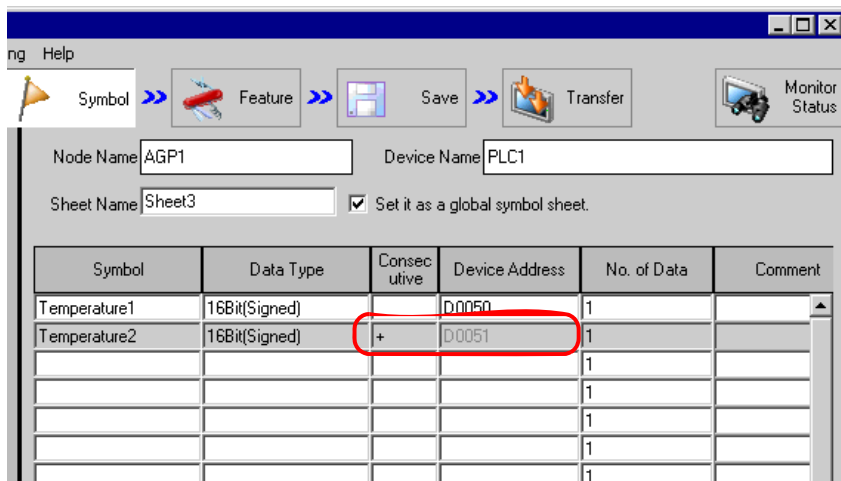 ng Help
Symbol Feature Save Transfer Monitor Status
Node Name AGP1 Device Name PLC1
Sheet Name Sheet3 Set it as a global symbol sheet.
Symbol Data Type Consec utive Device Address No. of Data Comment
Temperature1 16Bit(Signed) D0050 1
Temperature2 16Bit(Signed) + D0051 1
1
1
1
1
1